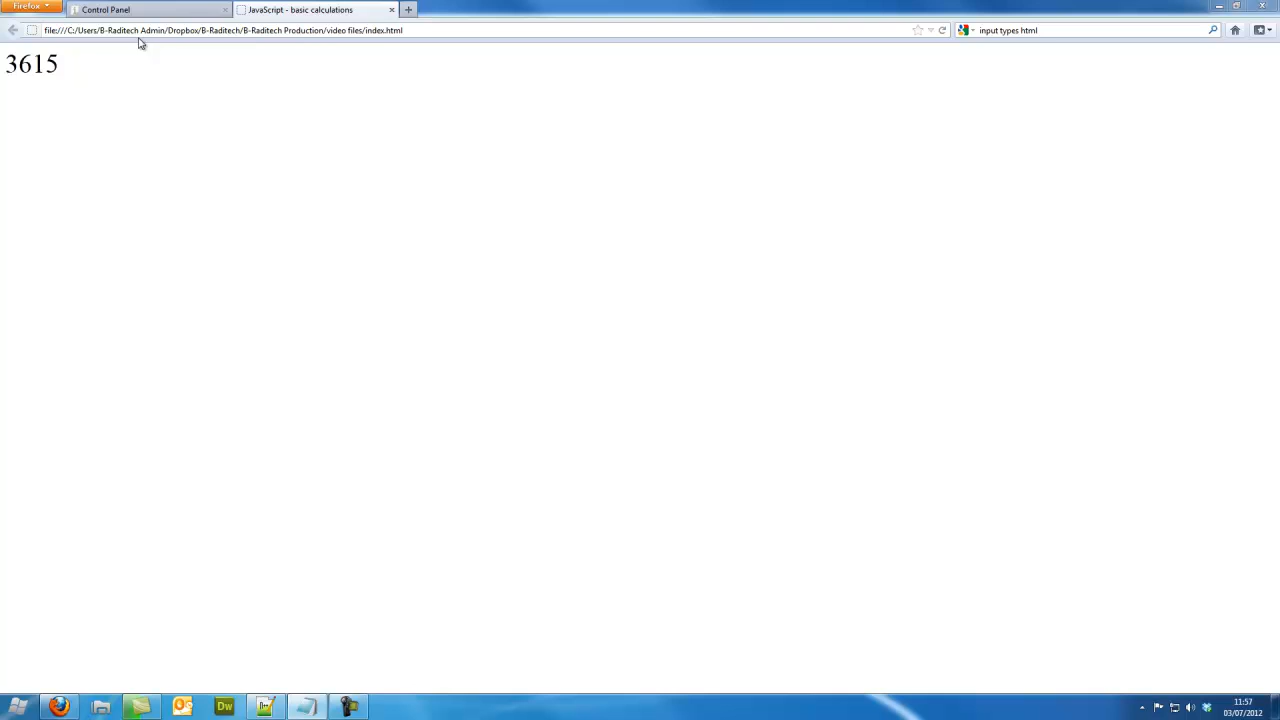 Firefox
Control Panel
JavaScript - basic calculations
file:///C:/Users/B-Raditech Admin/Dropbox/B-Raditech/B-Raditech Production/video files/index.html
input types html
3615
Dw
11:57
03/07/2012